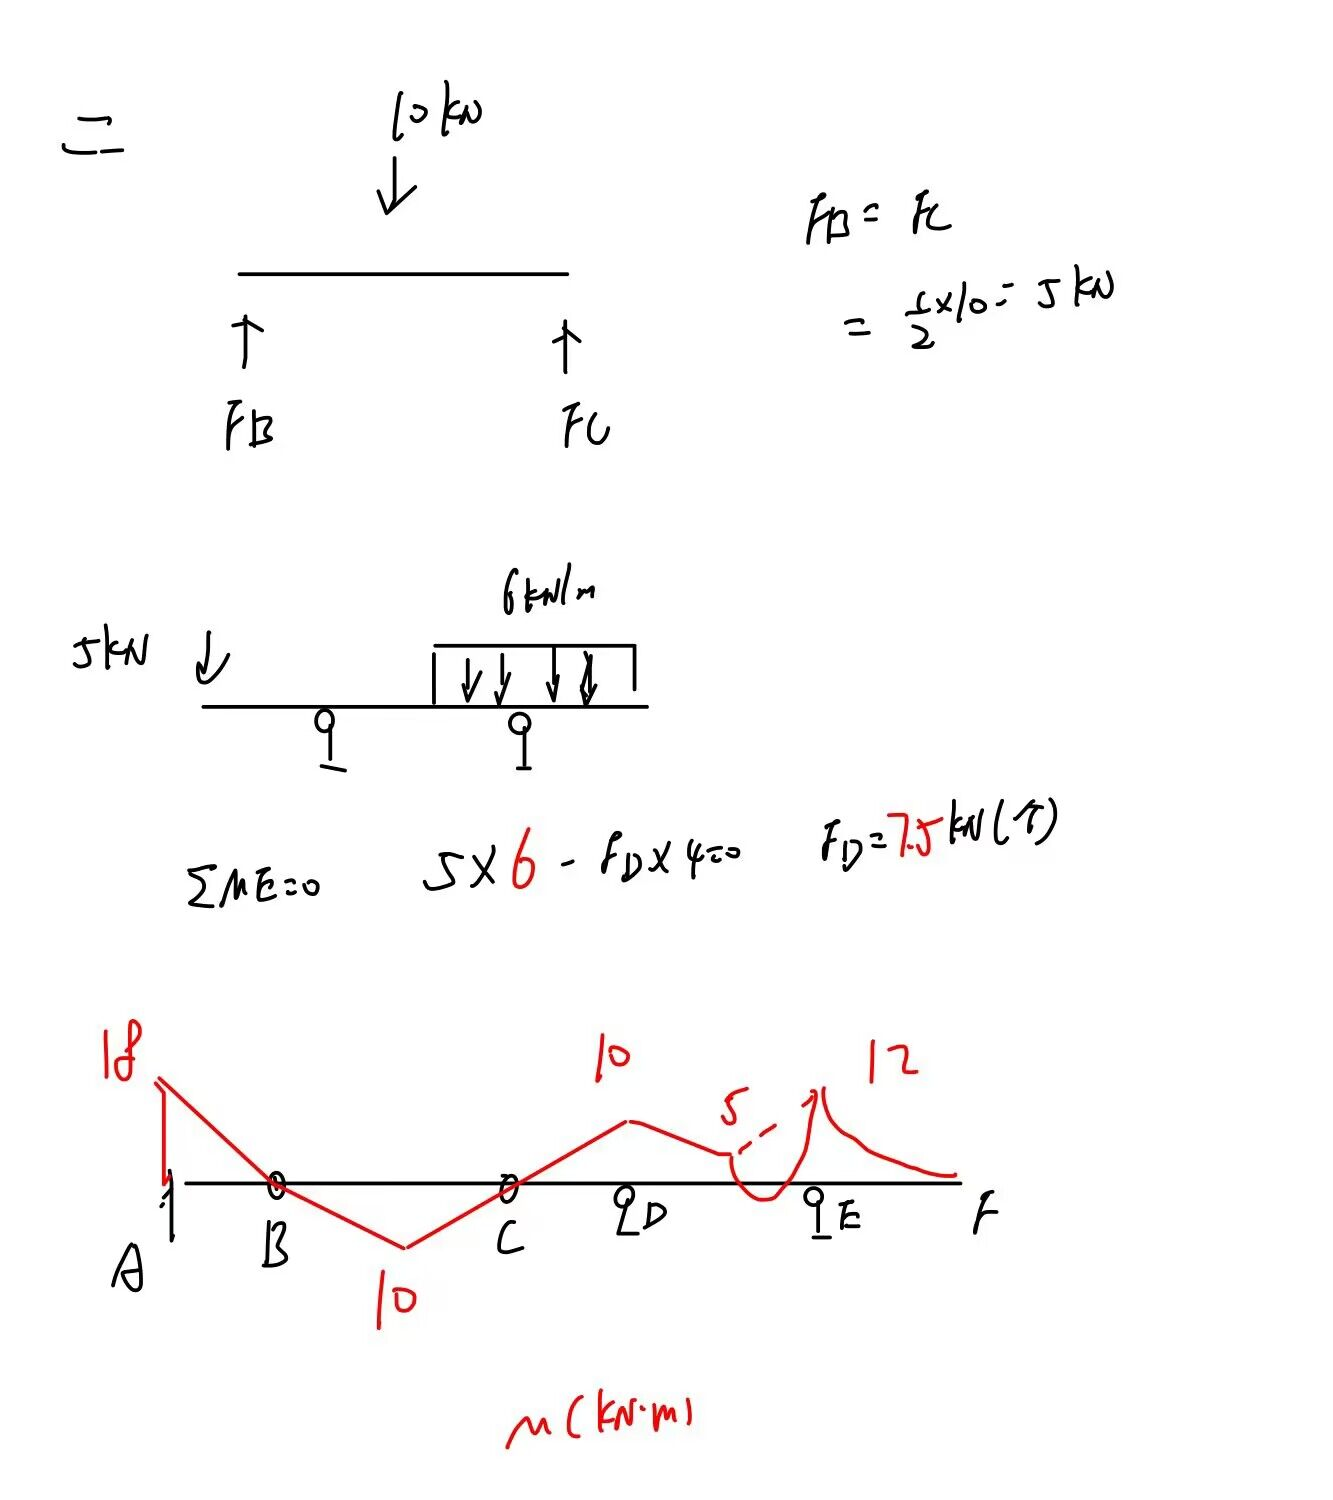 二
10kN
FB = FC
= 1/2 × 10 = 5kN
FB FC
6kN/m
5kN
ΣME=0 5×6 - FD×4=0 FD=7.5kN(↑)
18 10 5 12
A B C D E F
10
M(kN·m)